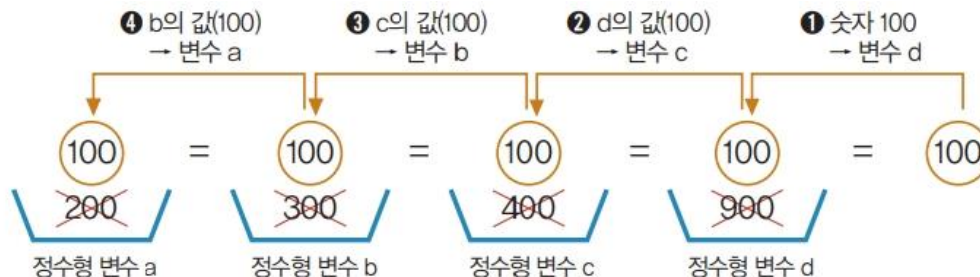 ❹ b의 값(100) ❸ c의 값(100) ❷ d의 값(100) ❶ 숫자 100
→ 변수 a → 변수 b → 변수 c → 변수 d
100 = 100 = 100 = 100 = 100
200 300 400 900
정수형 변수 a 정수형 변수 b 정수형 변수 c 정수형 변수 d